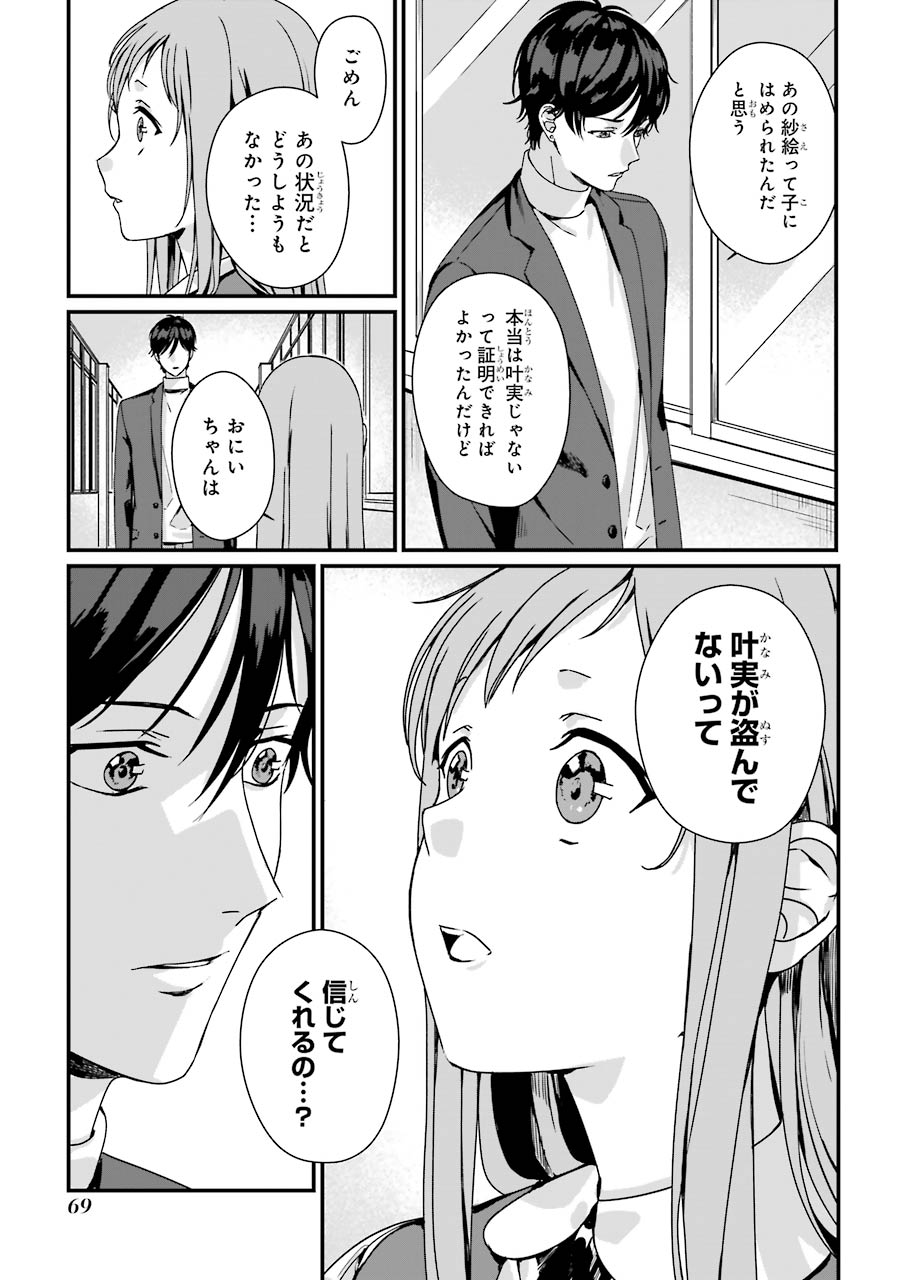 あの紗絵って子に
はめられたんだ
と思う
本当は叶実じゃない
って証明できれば
よかったんだけど
ごめん
あの状況だと
どうしようも
なかった…
おにい
ちゃんは
叶実が盗んで
ないって
信じて
くれるの…?
69